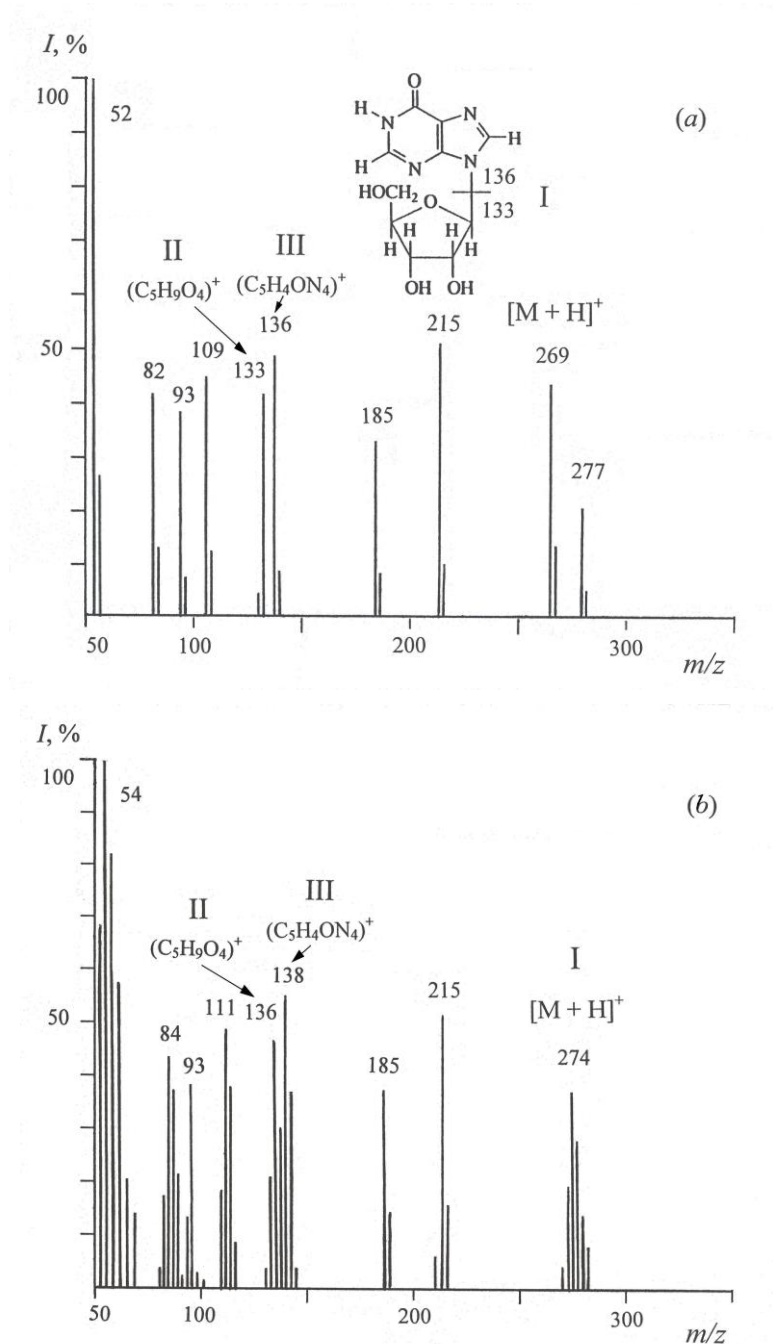 I, %
100
52
(a)
O
H
N
N
H
H
N
N
136
133
I
HOCH₂
O
H
H
H
H
OH
OH
II
(C₅H₉O₄)⁺
III
(C₅H₄ON₄)⁺
136
215
[M + H]⁺
269
50
109
133
82
93
185
277
50
100
200
300
m/z
I, %
100
54
(b)
III
(C₅H₄ON₄)⁺
II
(C₅H₉O₄)⁺
138
I
[M + H]⁺
50
111
136
215
84
93
185
274
50
100
200
300
m/z